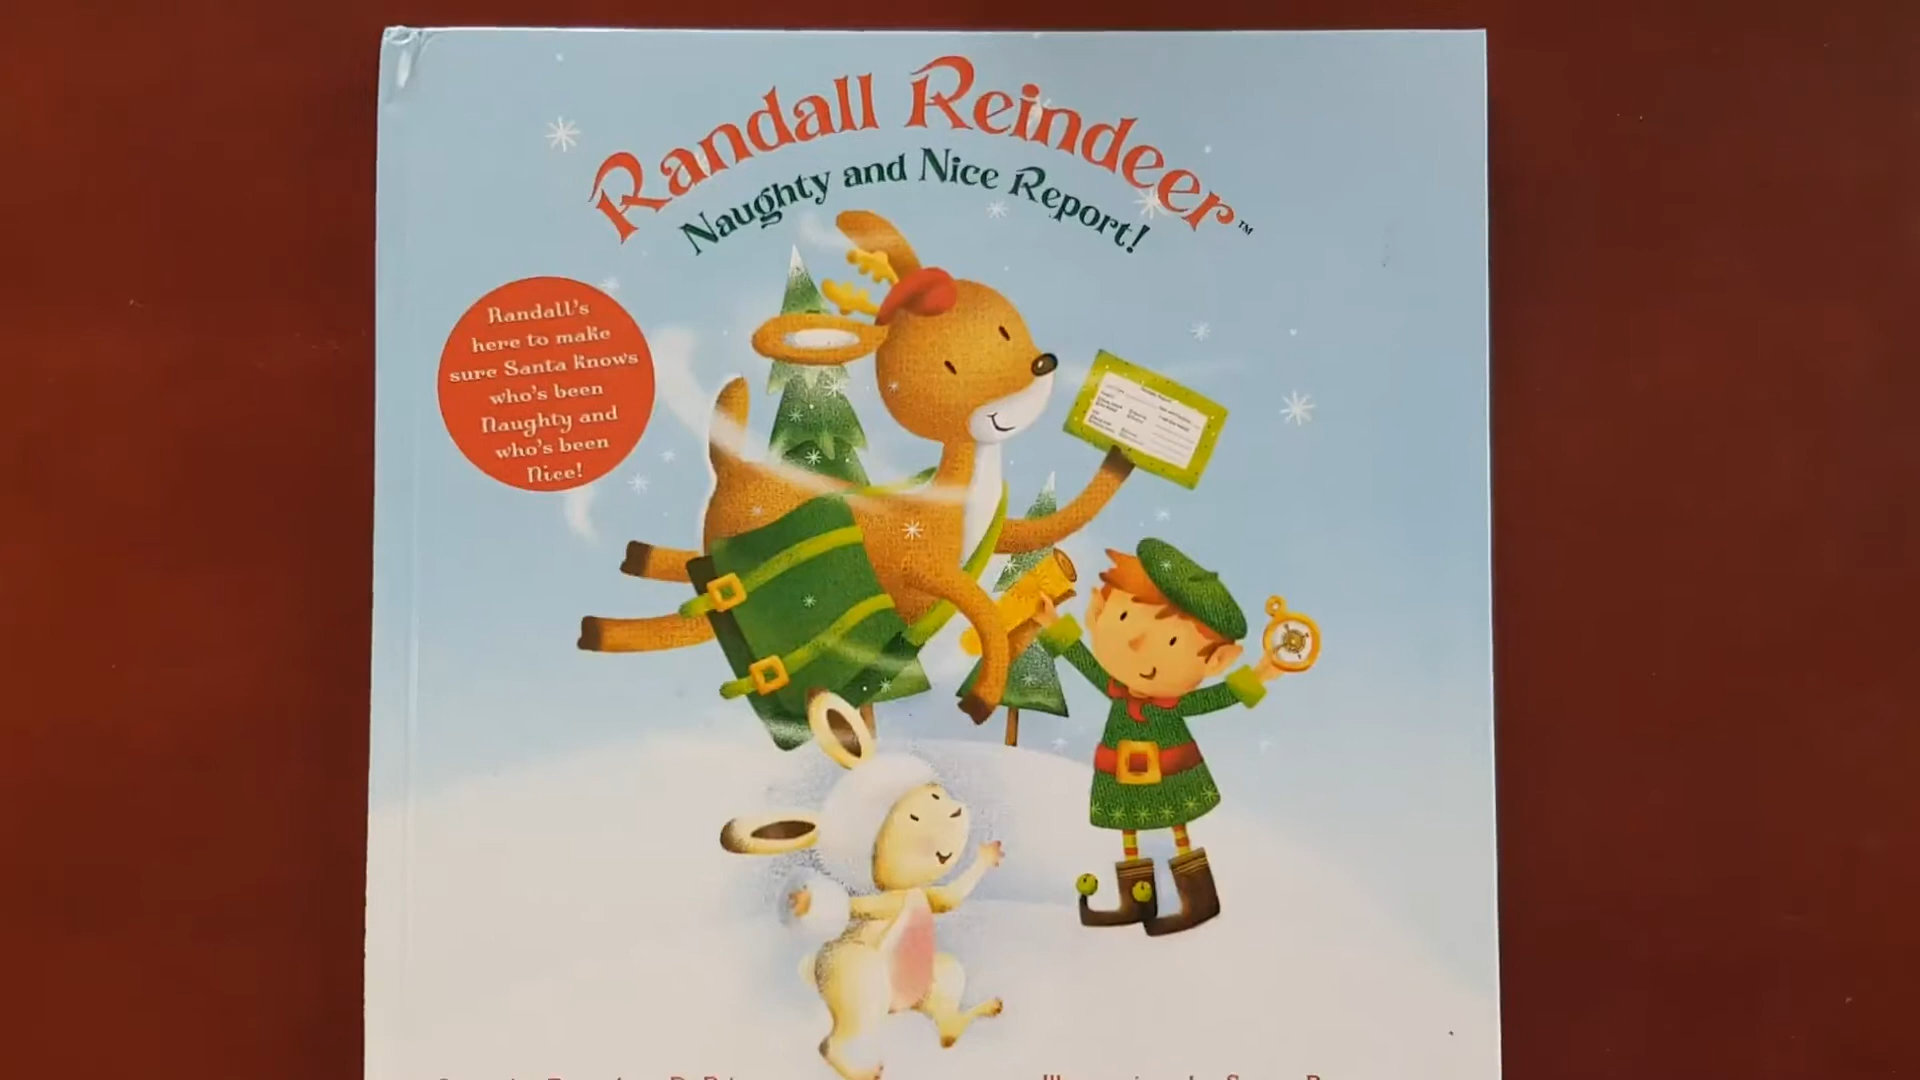 Randall Reindeer™
Naughty and Nice Report!
Randall's
here to make
sure Santa knows
who's been
Naughty and
who's been
Nice!